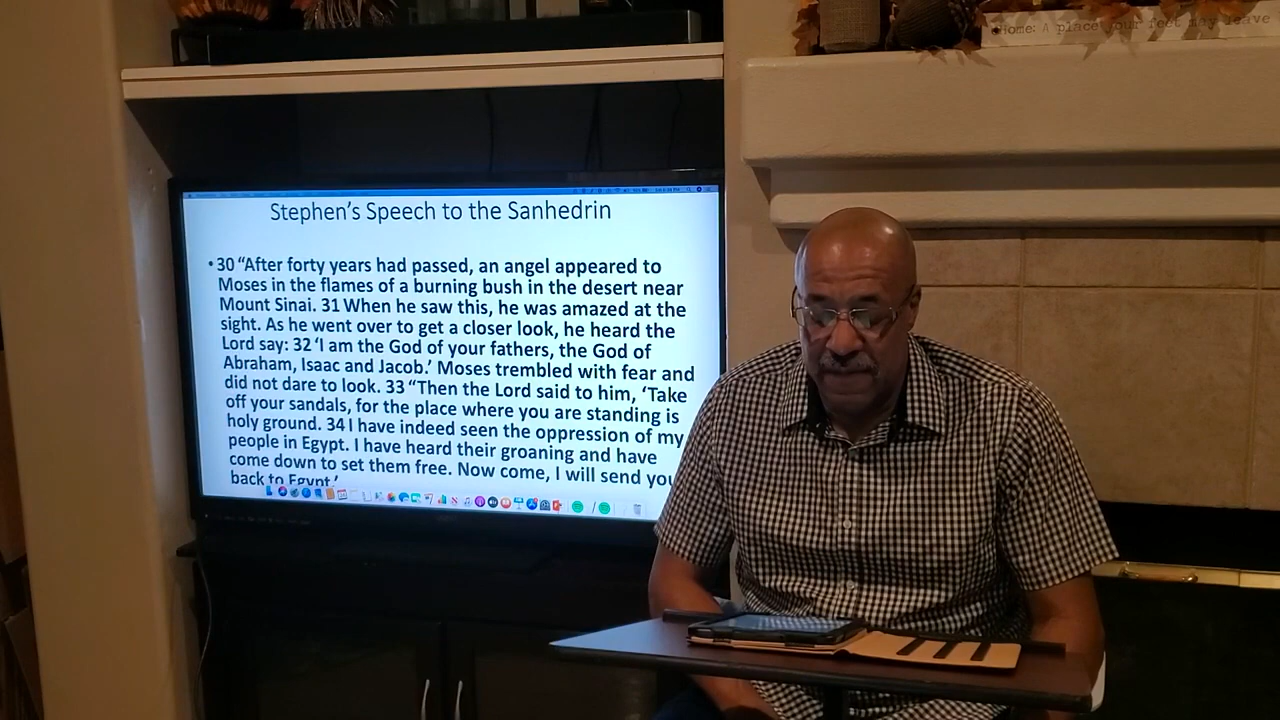 Home: A place your feet may leave
Stephen's Speech to the Sanhedrin
• 30 “After forty years had passed, an angel appeared to
Moses in the flames of a burning bush in the desert near
Mount Sinai. 31 When he saw this, he was amazed at the
sight. As he went over to get a closer look, he heard the
Lord say: 32 ‘I am the God of your fathers, the God of
Abraham, Isaac and Jacob.’ Moses trembled with fear and
did not dare to look. 33 “Then the Lord said to him, ‘Take
off your sandals, for the place where you are standing is
holy ground. 34 I have indeed seen the oppression of my
people in Egypt. I have heard their groaning and have
come down to set them free. Now come, I will send you
back to Egypt.’